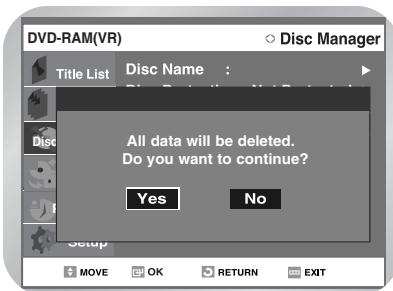 DVD-RAM(VR) Disc Manager
Title List Disc Name : 
Disc
All data will be deleted.
Do you want to continue?
Yes No
Setup
MOVE OK RETURN EXIT